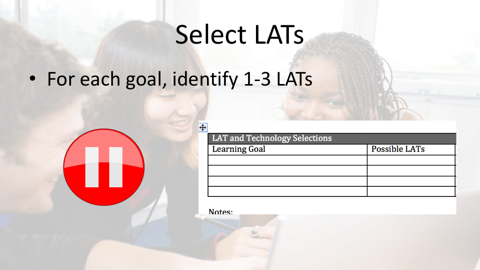 Select LATs
• For each goal, identify 1-3 LATs
LAT and Technology Selections
Learning Goal Possible LATs
Notes: